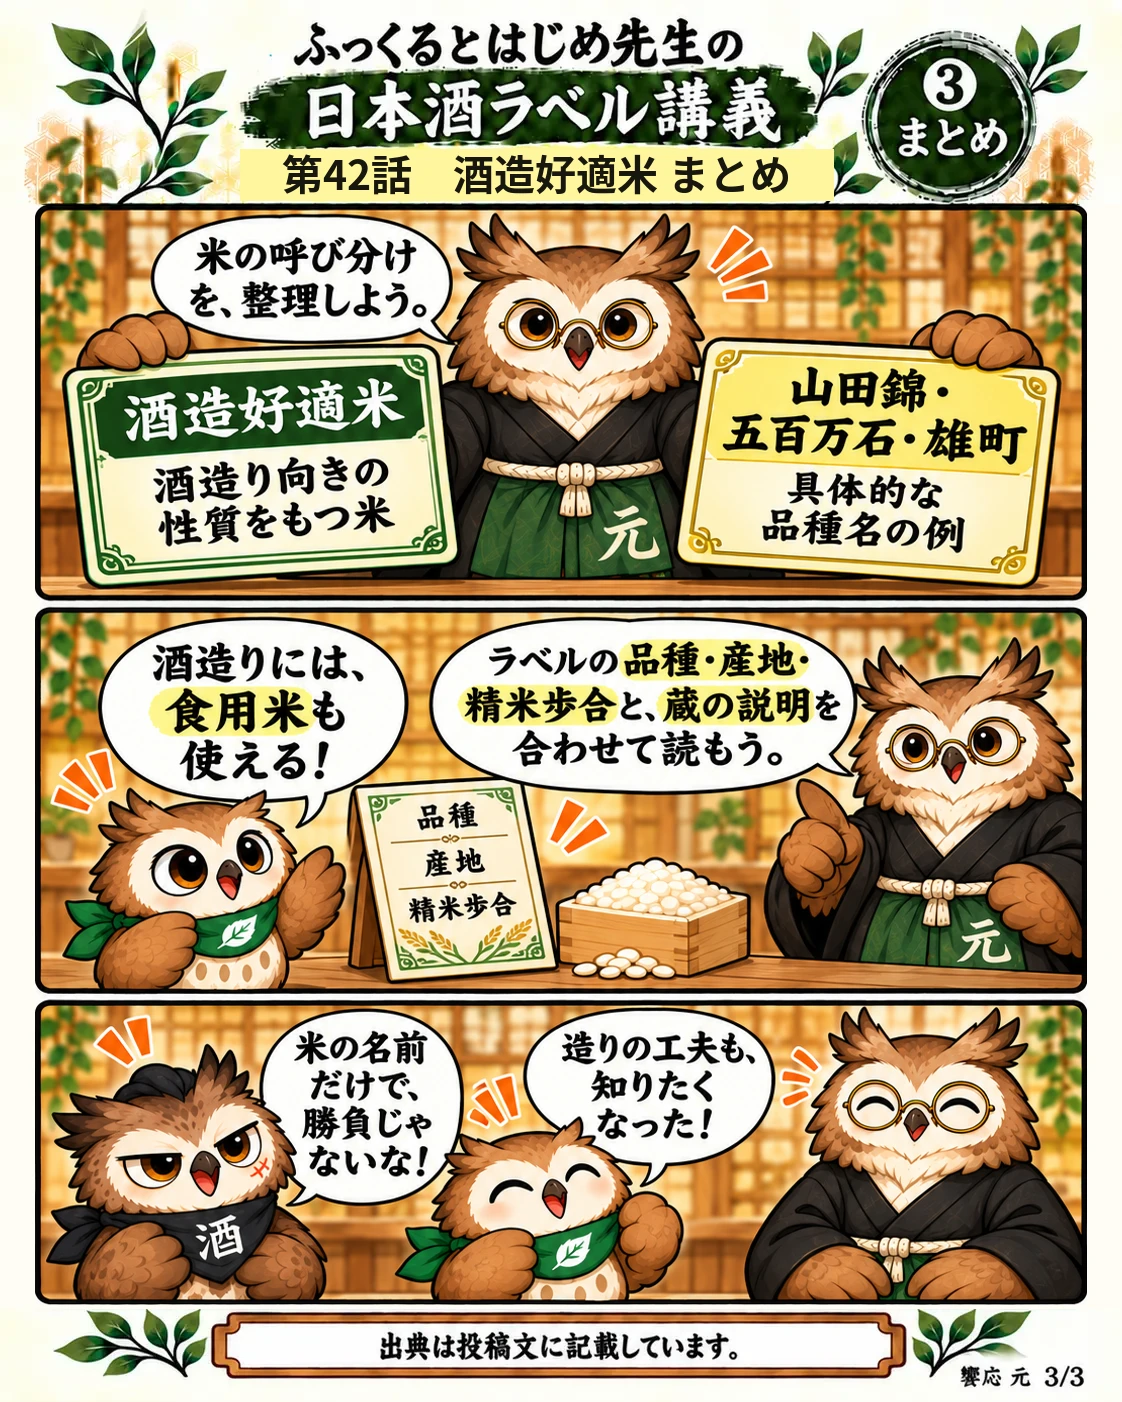 ふっくるとはじめ先生の
日本酒ラベル講義
3
まとめ
第42話 酒造好適米 まとめ
米の呼び分け
を、整理しよう。
酒造好適米
酒造り向きの
性質をもつ米
山田錦・
五百万石・雄町
具体的な
品種名の例
元
酒造りには、
食用米も
使える!
ラベルの品種・産地・
精米歩合と、蔵の説明を
合わせて読もう。
品種
産地
精米歩合
元
米の名前
だけで、
勝負じゃ
ないな!
酒
造りの工夫も、
知りたく
なった!
出典は投稿文に記載しています。
饗応 元 3/3